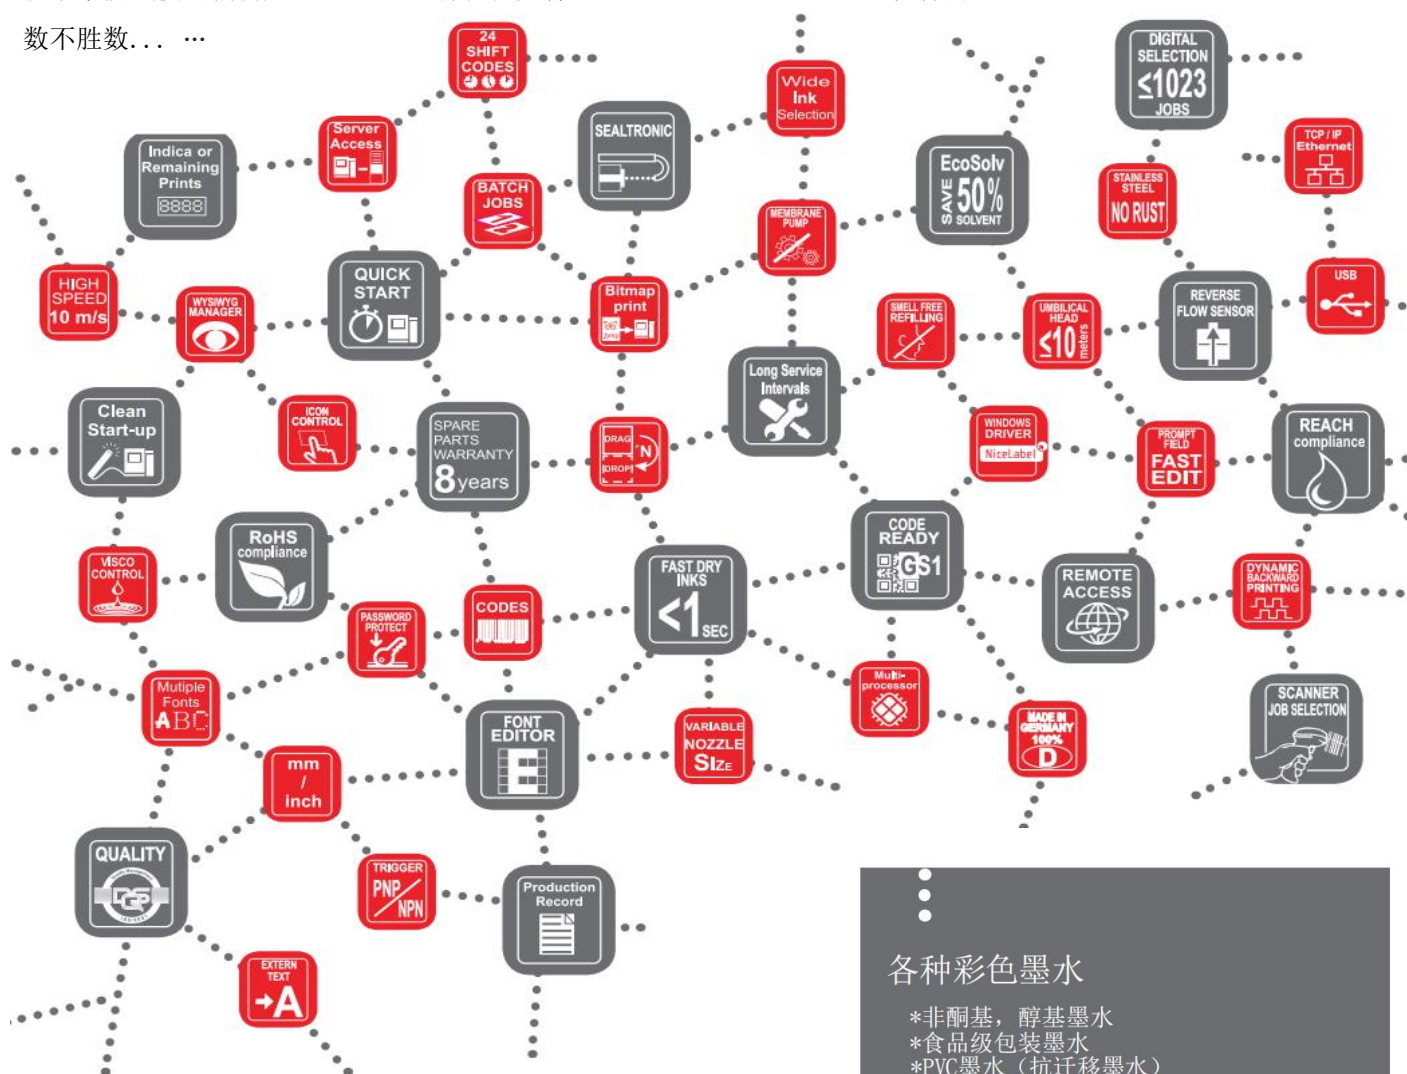 数不胜数... …
24
SHIFT
CODES
Wide
Ink
Selection
DIGITAL
SELECTION
≤1023
JOBS
Server
Access
SEALTRONIC
TCP / IP
Ethernet
Indica or
Remaining
Prints
8888
BATCH
JOBS
EcoSolv
SAVE
50%
SOLVENT
STAINLESS
STEEL
NO RUST
MEMBRANE
PUMP
HIGH
SPEED
10 m/s
WYSIWYG
MANAGER
QUICK
START
Bitmap
print
SMELL FREE
REFILLING
UMBILICAL
HEAD
≤10
meters
REVERSE
FLOW SENSOR
USB
Long Service
Intervals
Clean
Start-up
ICON
CONTROL
SPARE
PARTS
WARRANTY
8 years
DRAG
DROP
N
WINDOWS
DRIVER
NiceLabel
PROMPT
FIELD
FAST
EDIT
REACH
compliance
RoHS
compliance
CODE
READY
GS1
VISCO
CONTROL
FAST DRY
INKS
<1 SEC
REMOTE
ACCESS
DYNAMIC
BACKWARD
PRINTING
PASSWORD
PROTECT
CODES
Mutiple
Fonts
ABC
Multi-
processor
SCANNER
JOB SELECTION
FONT
EDITOR
E
VARIABLE
NOZZLE
SIZE
MADE IN
GERMANY
100%
D
mm
/
inch
QUALITY
DQS
TRIGGER
PNP
NPN
Production
Record
EXTERN
TEXT
→A
各种彩色墨水
*非酮基，醇基墨水
*食品级包装墨水
*PVC墨水（抗迁移墨水）